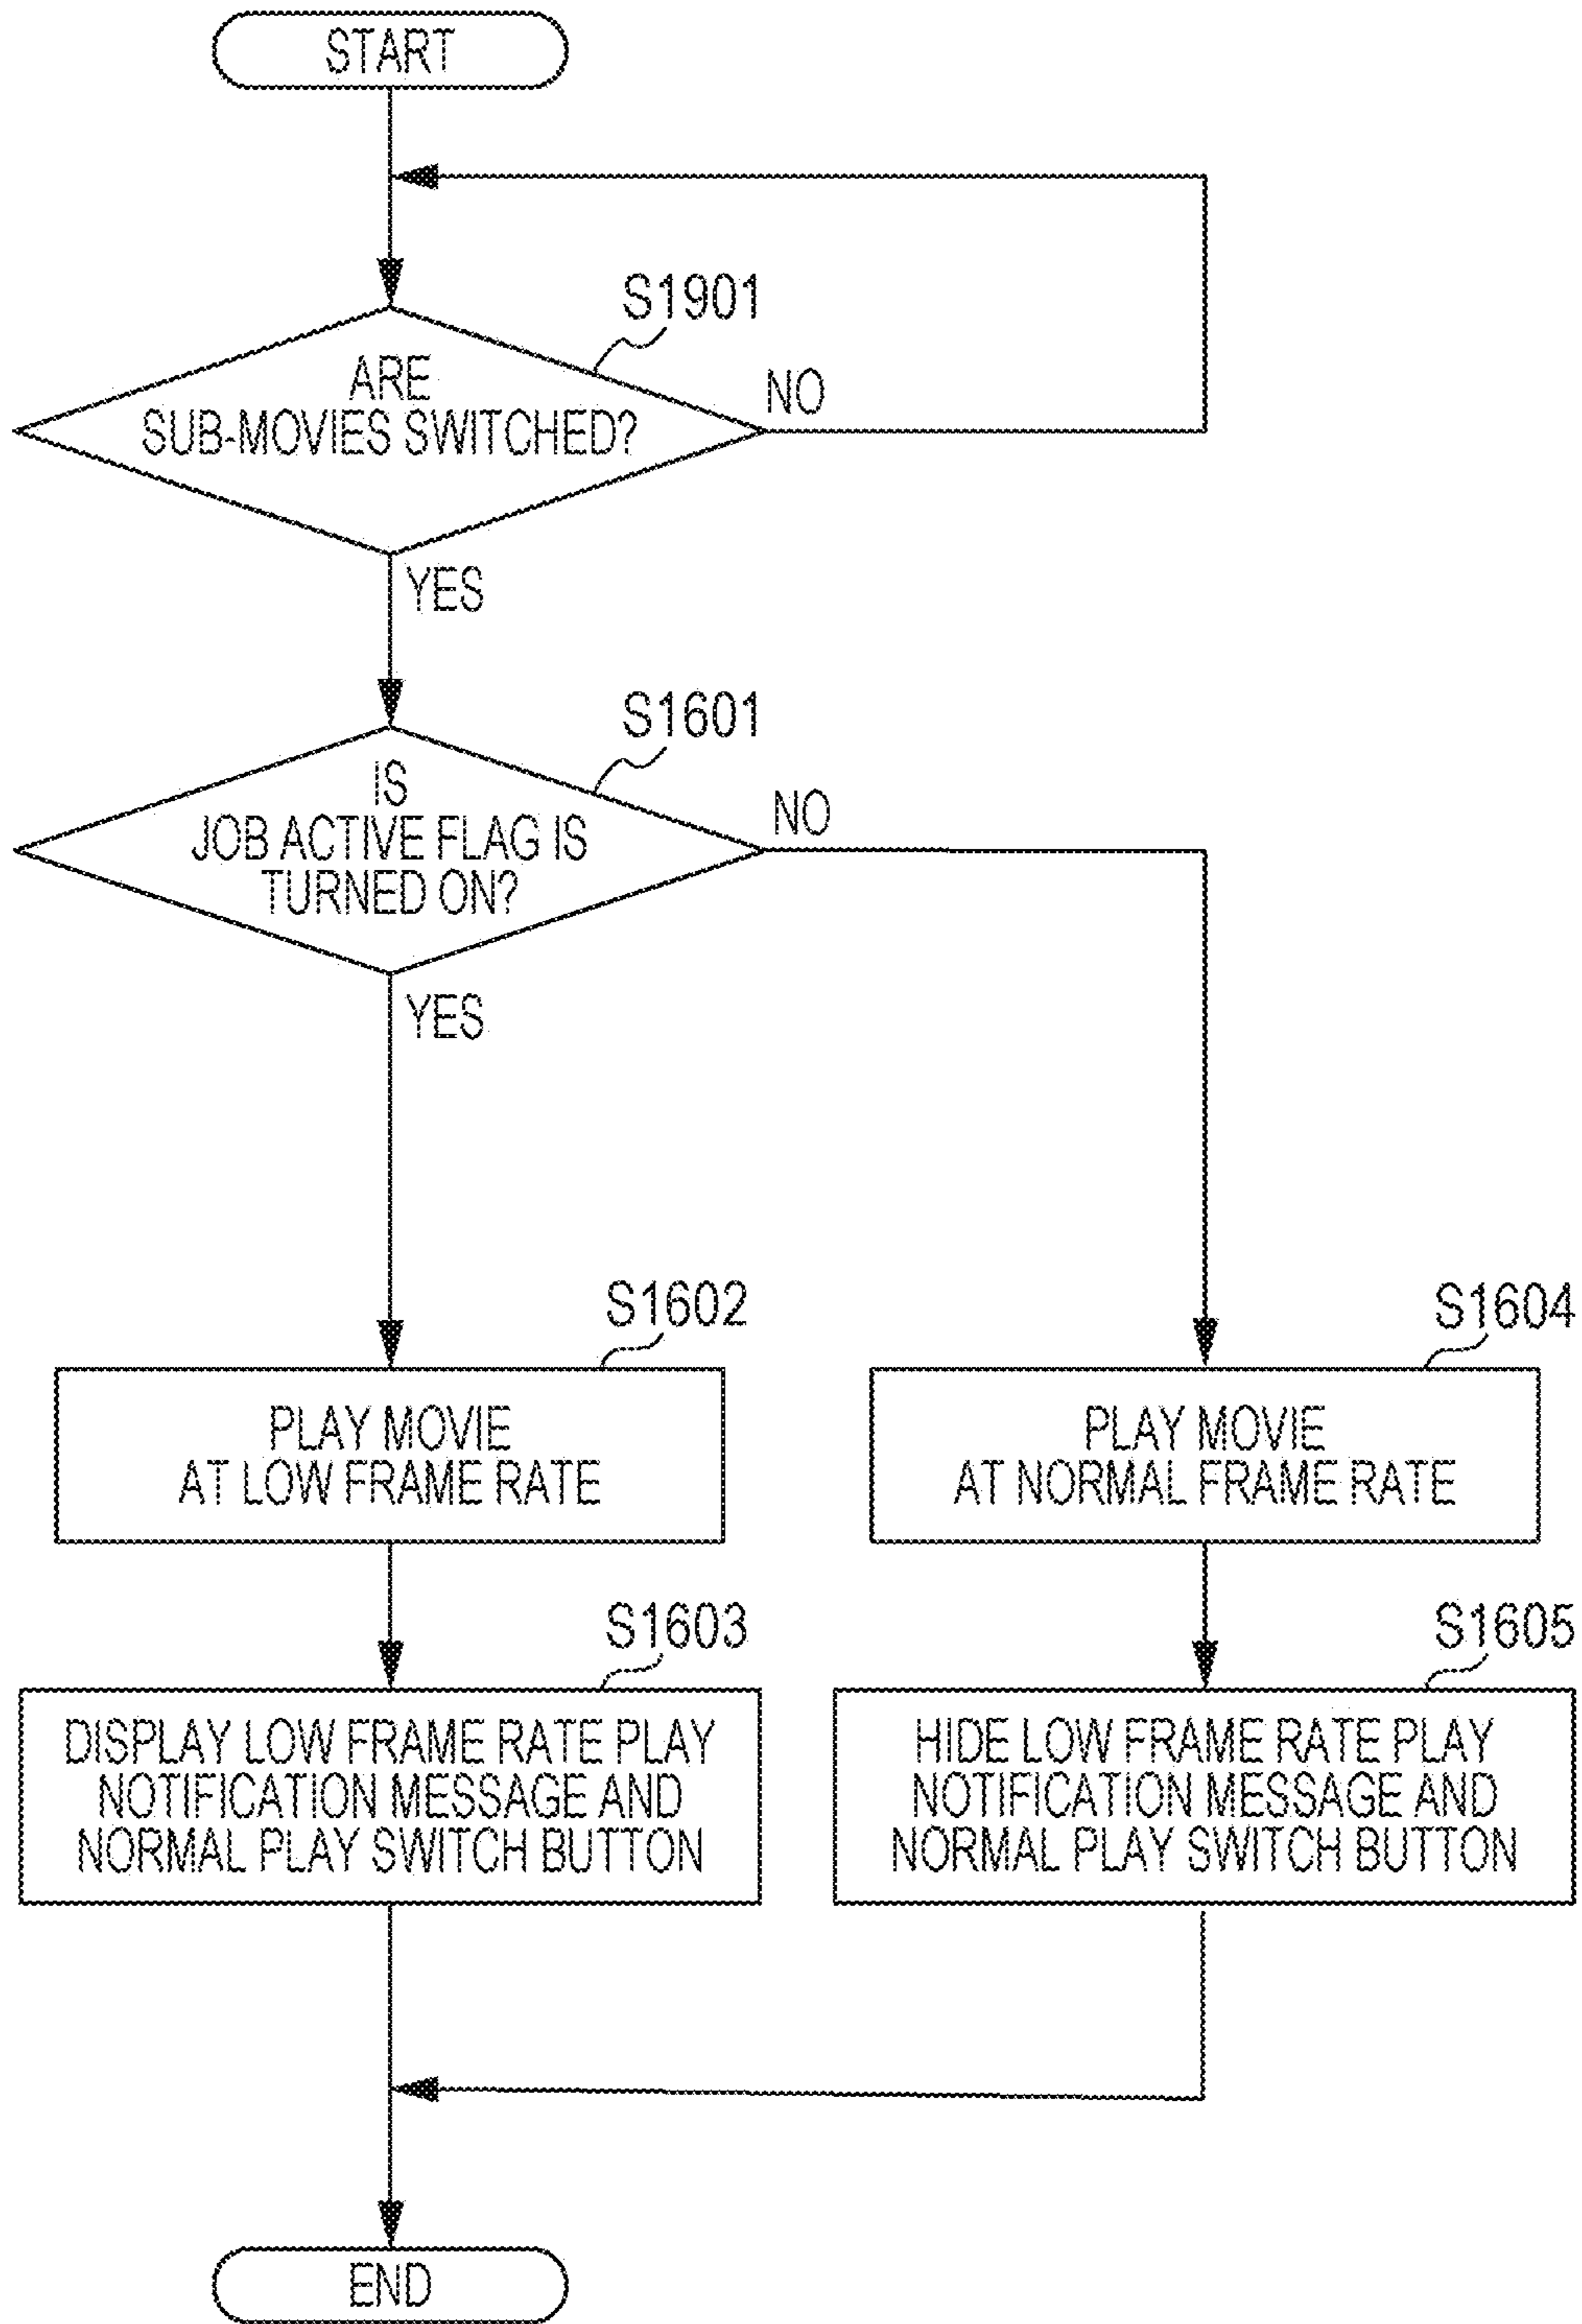 START
S1901
ARE
SUB-MOVIES SWITCHED?
NO
YES
S1601
IS
JOB ACTIVE FLAG IS
TURNED ON?
NO
YES
S1602
PLAY MOVIE
AT LOW FRAME RATE
S1604
PLAY MOVIE
AT NORMAL FRAME RATE
S1603
DISPLAY LOW FRAME RATE PLAY
NOTIFICATION MESSAGE AND
NORMAL PLAY SWITCH BUTTON
S1605
HIDE LOW FRAME RATE PLAY
NOTIFICATION MESSAGE AND
NORMAL PLAY SWITCH BUTTON
END